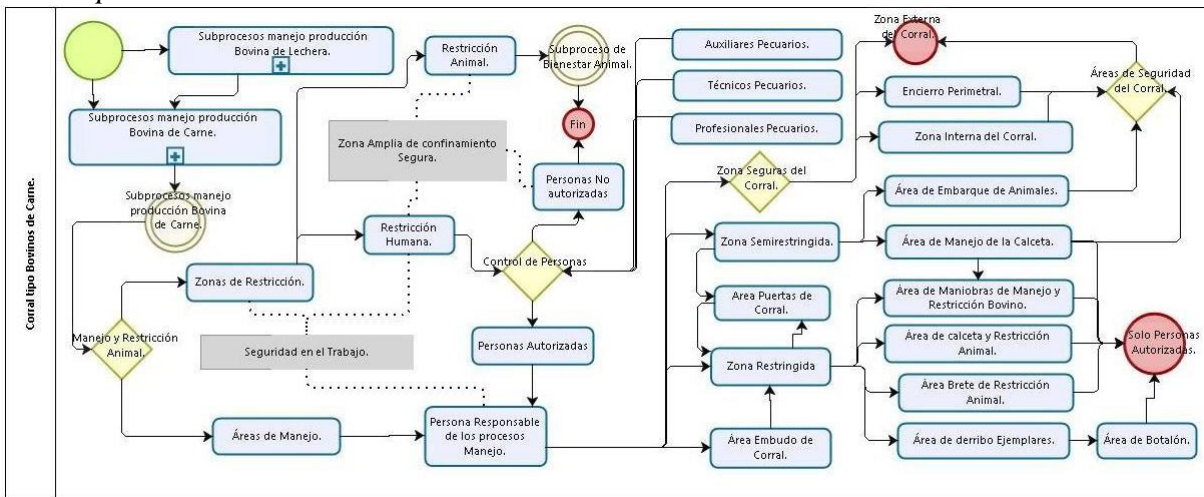 Corral tipo Bovinos de Carne.
Subprocesos manejo producción
Bovina de Lechera.
Subprocesos manejo producción
Bovina de Carne.
Subprocesos manejo
producción Bovina
de Carne.
Manejo y Restricción
Animal.
Zonas de Restricción.
Áreas de Manejo.
Restricción
Animal.
Subproceso de
Bienestar Animal.
Fin
Zona Amplia de confinamiento
Segura.
Personas No
autorizadas
Restricción
Humana.
Control de Personas
Seguridad en el Trabajo.
Personas Autorizadas
Persona Responsable
de los procesos
Manejo.
Auxiliares Pecuarios.
Técnicos Pecuarios.
Profesionales Pecuarios.
Zona Seguras del
Corral.
Zona Semirestringida.
Area Puertas de
Corral.
Zona Restringida
Área Embudo de
Corral.
Zona Externa
del Corral.
Encierro Perimetral.
Zona Interna del Corral.
Áreas de Seguridad
del Corral.
Área de Embarque de Animales.
Área de Manejo de la Calceta.
Área de Maniobras de Manejo y
Restricción Bovino.
Área de calceta y Restricción
Animal.
Área Brete de Restricción
Animal.
Área de derribo Ejemplares.
Área de Botalón.
Solo Personas
Autorizadas.